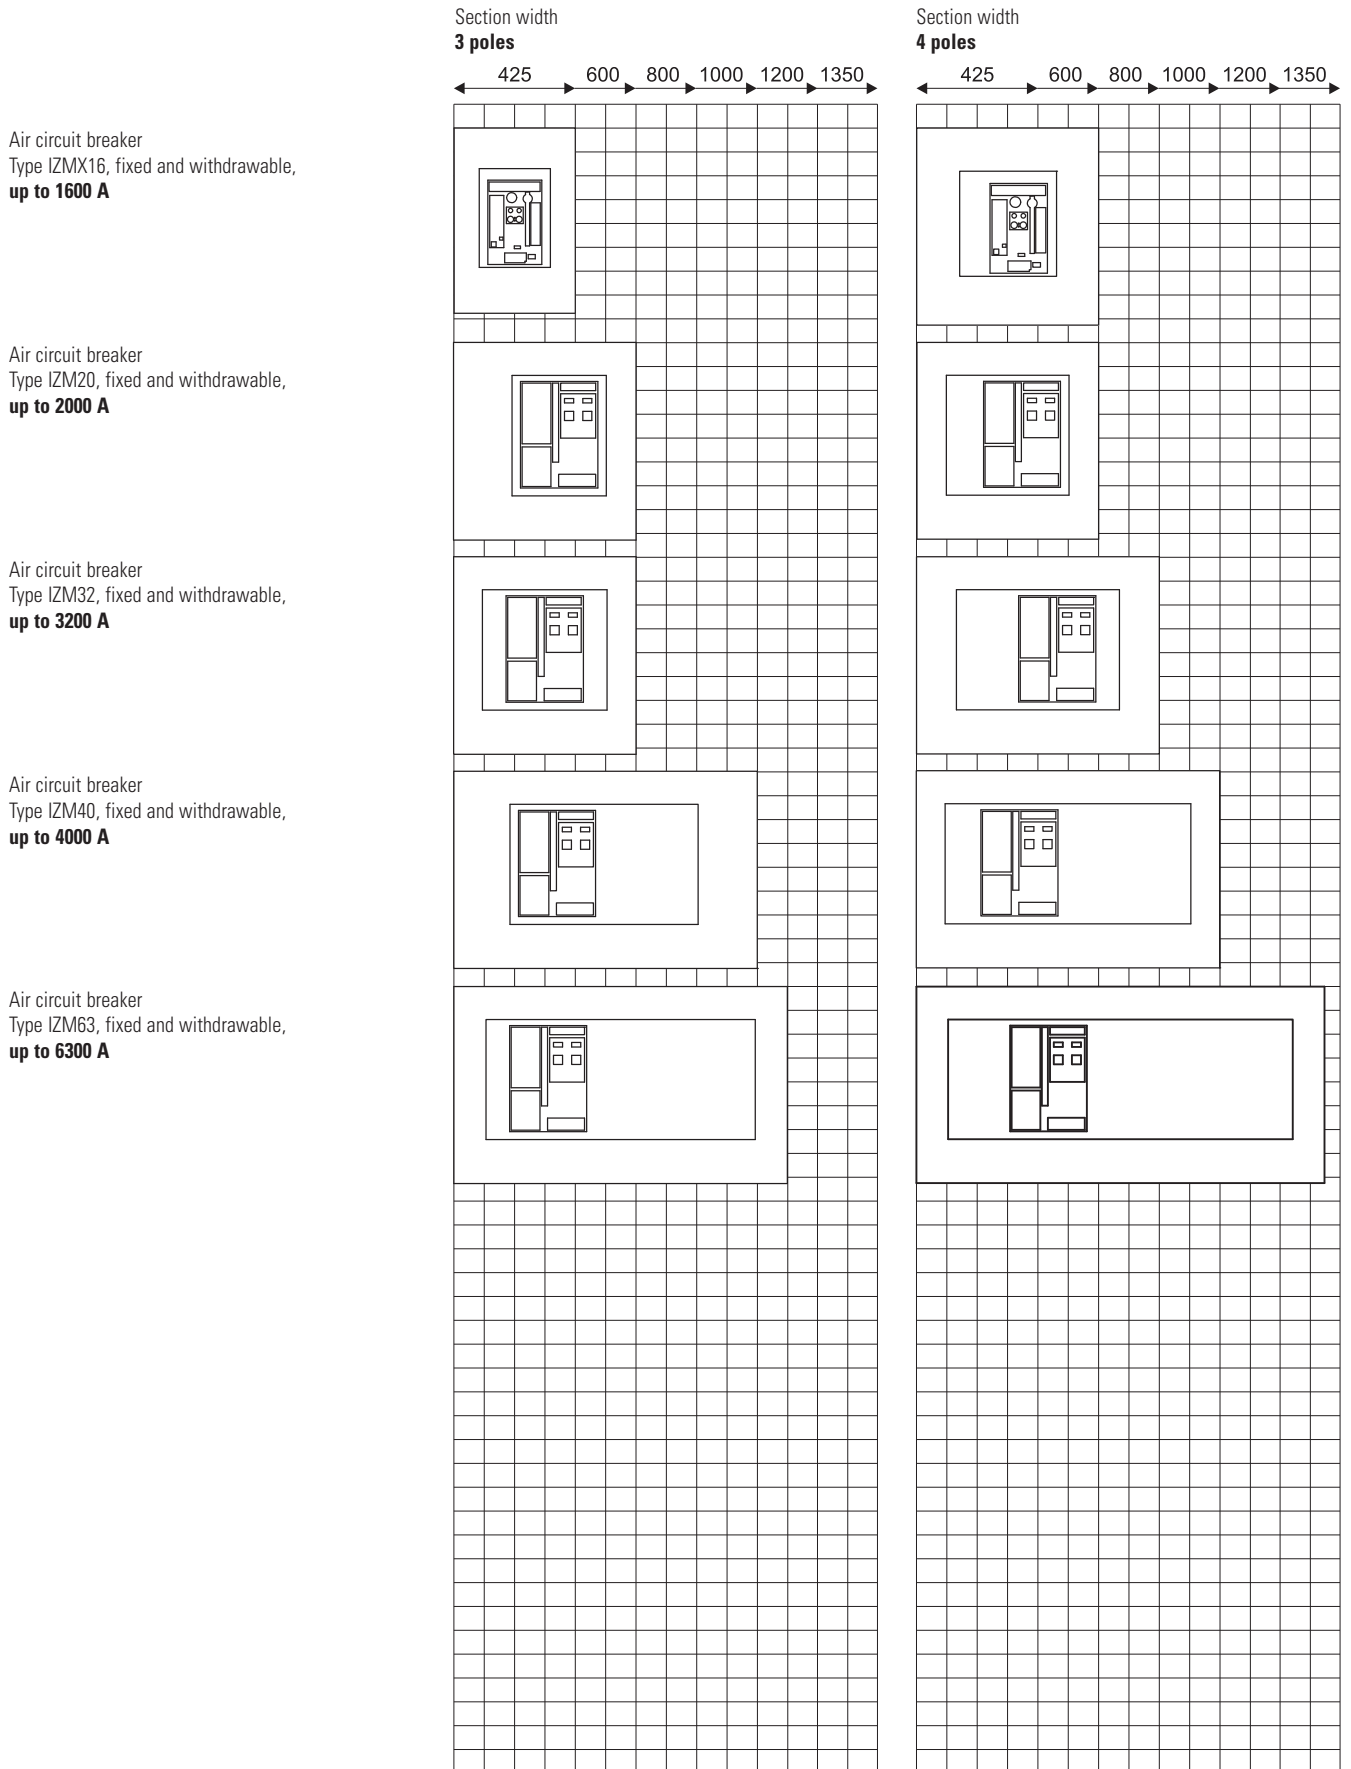 Section width
3 poles
425 600 800 1000 1200 1350
Section width
4 poles
425 600 800 1000 1200 1350
Air circuit breaker
Type IZMX16, fixed and withdrawable,
up to 1600 A
Air circuit breaker
Type IZM20, fixed and withdrawable,
up to 2000 A
Air circuit breaker
Type IZM32, fixed and withdrawable,
up to 3200 A
Air circuit breaker
Type IZM40, fixed and withdrawable,
up to 4000 A
Air circuit breaker
Type IZM63, fixed and withdrawable,
up to 6300 A